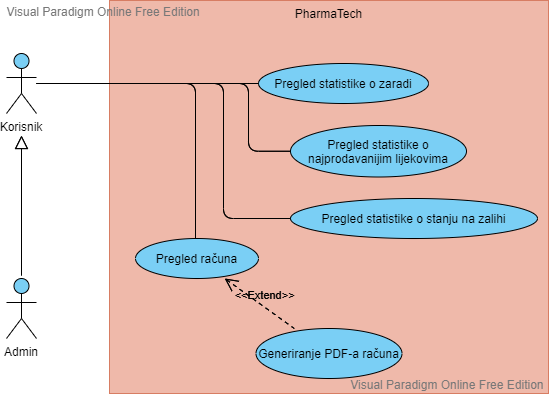 Visual Paradigm Online Free Edition
PharmaTech
Pregled statistike o zaradi
Korisnik
Pregled statistike o
najprodavanijim lijekovima
Pregled statistike o stanju na zalihi
Pregled računa
<<Extend>>
Admin
Generiranje PDF-a računa
Visual Paradigm Online Free Edition